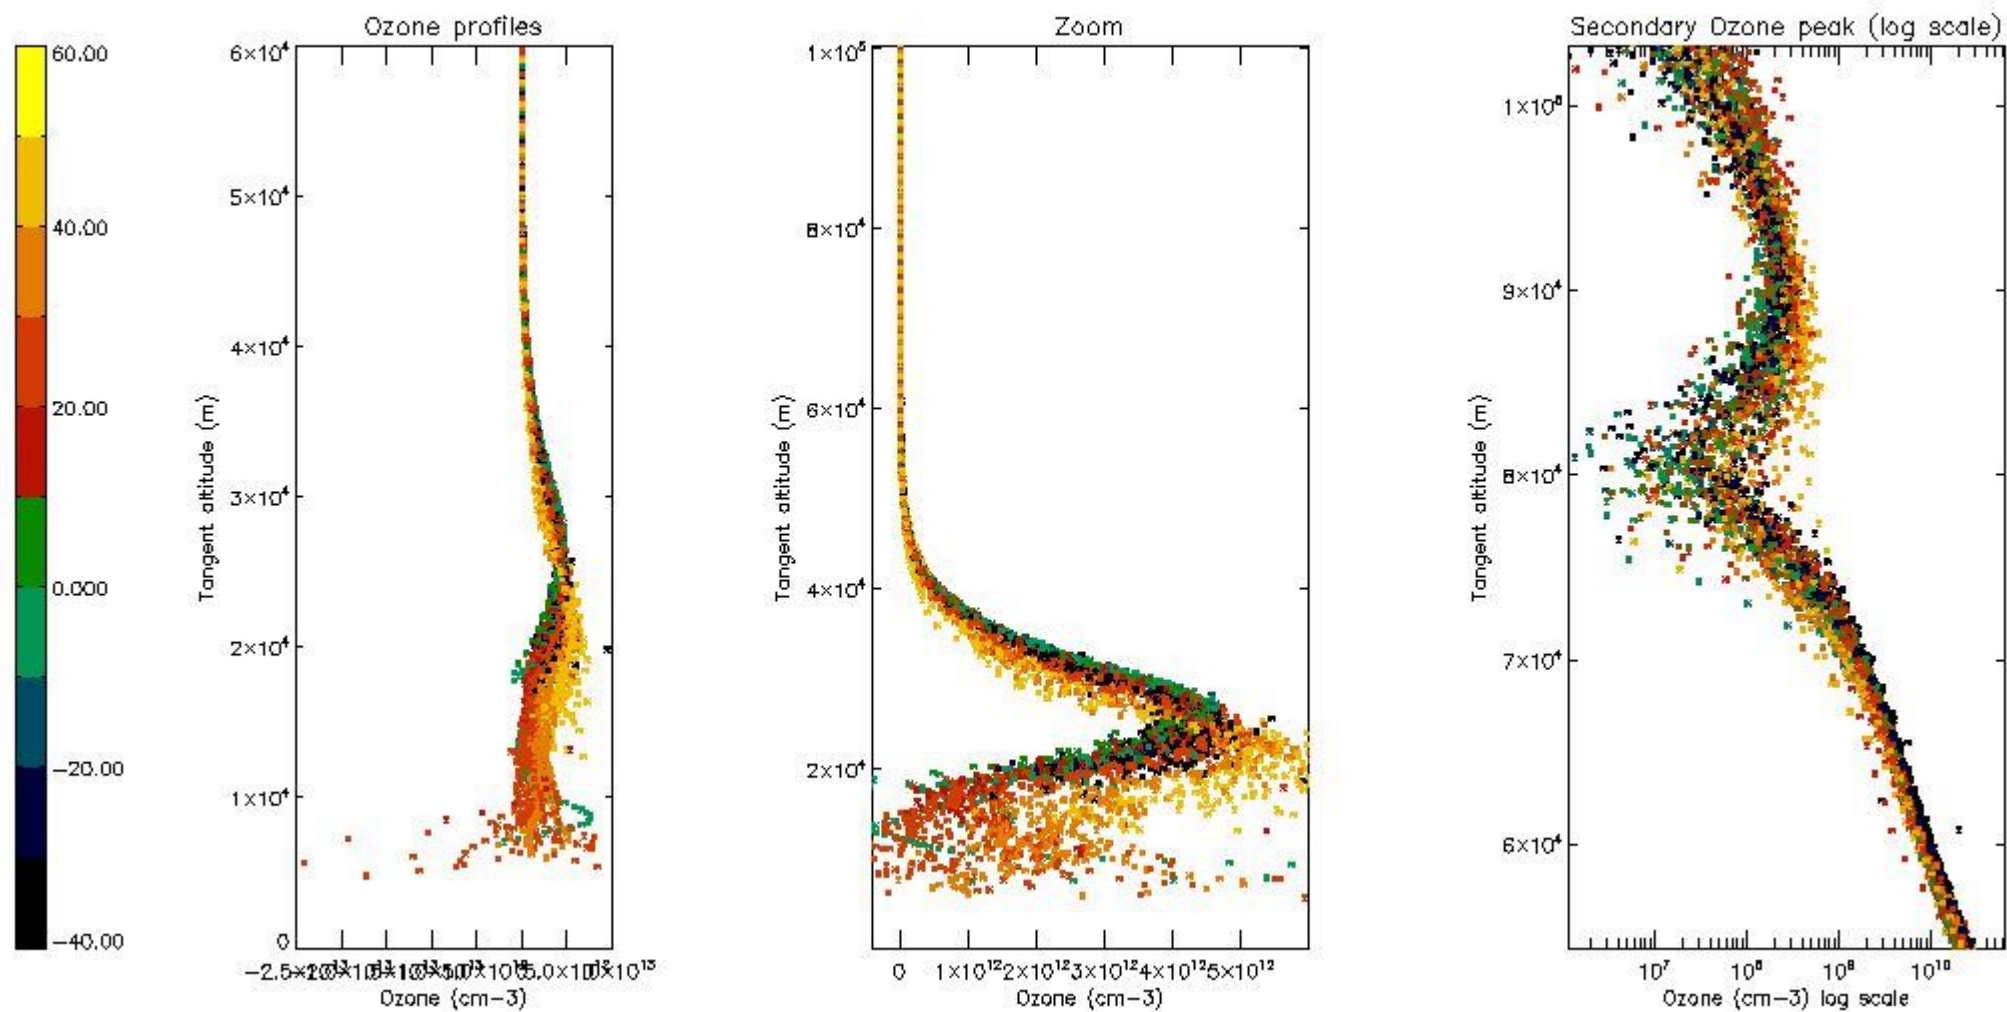 Ozone profiles
Zoom
Secondary Ozone peak (log scale)
60.00
40.00
20.00
0.000
−20.00
−40.00
6×10⁴
5×10⁴
4×10⁴
3×10⁴
2×10⁴
1×10⁴
0
Tangent altitude (m)
Ozone (cm−3)
1×10⁵
8×10⁴
6×10⁴
4×10⁴
2×10⁴
Tangent altitude (m)
0 1×10¹² 2×10¹² 3×10¹² 4×10¹² 5×10¹²
Ozone (cm−3)
9×10⁴
8×10⁴
7×10⁴
6×10⁴
Tangent altitude (m)
10⁷ 10⁸ 10⁹ 10¹⁰
Ozone (cm−3) log scale